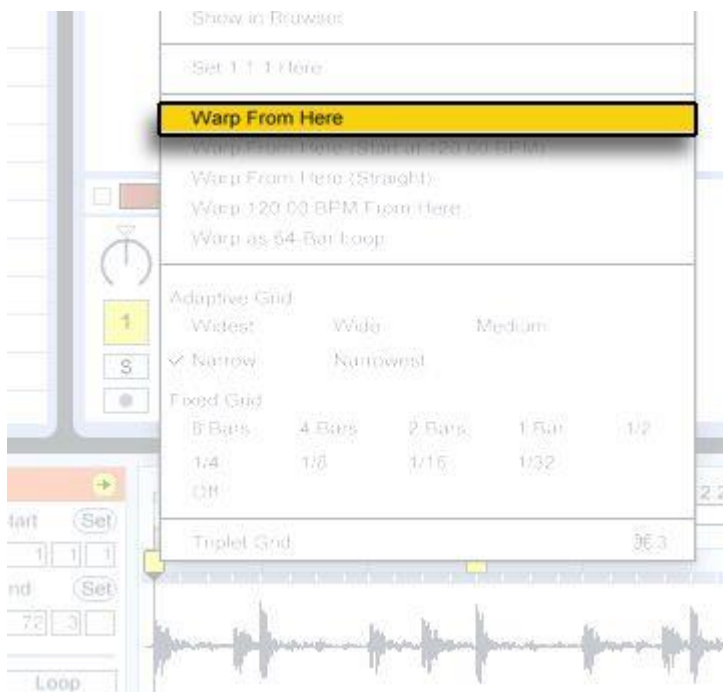 Show in Browser
Set 1.1.1 Here
Warp From Here
Warp From Here (Start at 120.00 BPM)
Warp From Here (Straight)
Warp 120.00 BPM From Here
Warp as 64-Bar Loop
Adaptive Grid
Widest Wide Medium
✓ Narrow Narrowest
Fixed Grid
8 Bars 4 Bars 2 Bars 1 Bar 1/2
1/4 1/8 1/16 1/32
Off
Triplet Grid ⌘3
1
S
tart Set
1 1 1
nd Set
72 3
Loop
2.2